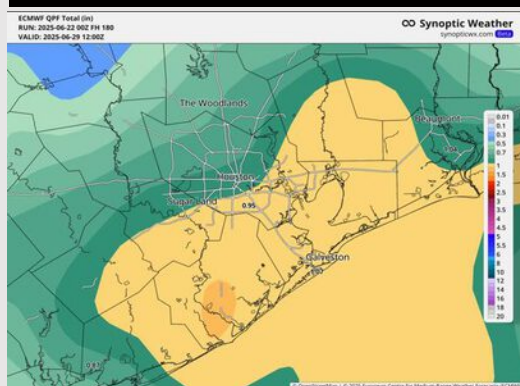 ECMWF QPF Total (in)
RUN: 2025-06-22 00Z FH 180
VALID: 2025-06-29 12:00Z
Synoptic Weather
synopticwx.com Beta
The Woodlands
Beaumont
1.04
Houston
Sugar Land
0.95
Galveston
0.01
0.1
0.3
0.5
0.7
1
1.5
2
2.5
3
3.5
4
4.5
5
5.5
6
8
10
12
14
16
18
20